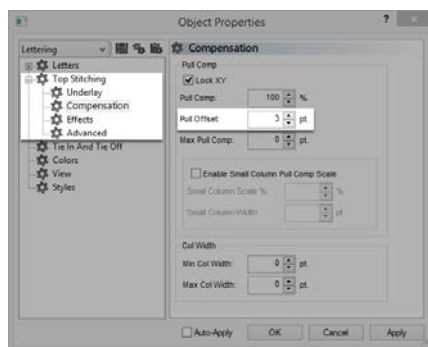 Object Properties ?
Lettering
Compensation
Letters
Top Stitching
Underlay
Compensation
Effects
Advanced
Tie In And Tie Off
Colors
View
Styles
Pull Comp
Lock XY
Pull Comp: 100 %
Pull Offset: 3 pt.
Max Pull Comp: 0 pt.
Enable Small Column Pull Comp Scale
Small Column Scale % %
Small Column Width pt
Col Width
Min Col Width: 0 pt.
Max Col Width: 0 pt.
Auto-Apply OK Cancel Apply